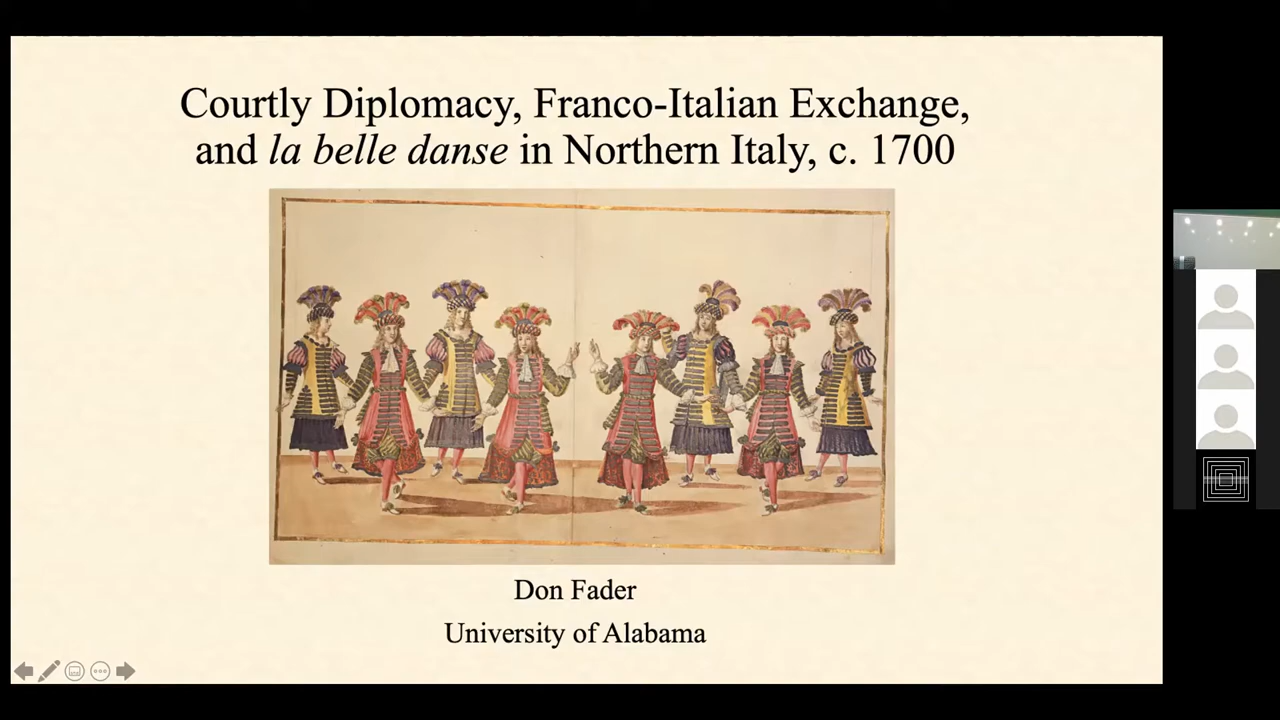 Courtly Diplomacy, Franco-Italian Exchange,
and la belle danse in Northern Italy, c. 1700
Don Fader
University of Alabama